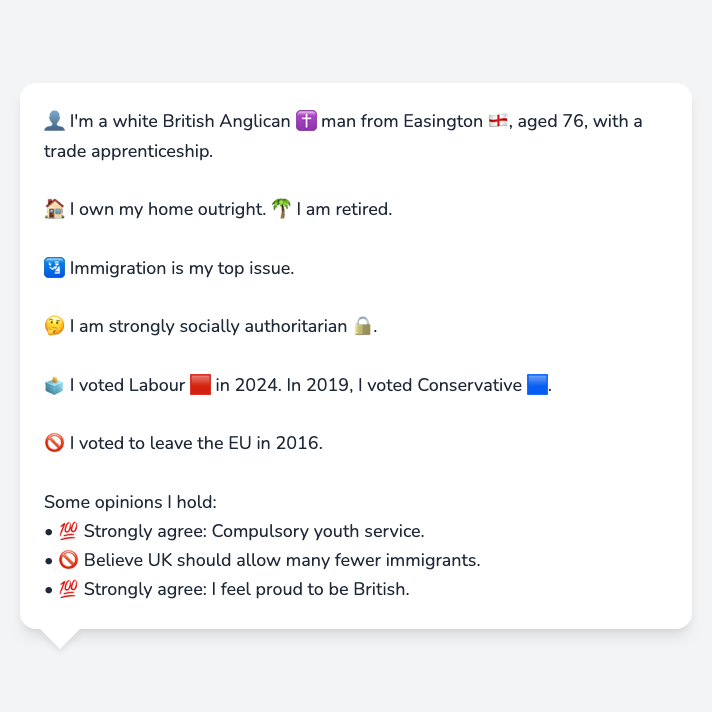 👤 I'm a white British Anglican ✝️ man from Easington 🏴󠁧󠁢󠁥󠁮󠁧󠁿, aged 76, with a
trade apprenticeship.
🏠 I own my home outright. 🌴 I am retired.
🛂 Immigration is my top issue.
🤔 I am strongly socially authoritarian 🔒.
🗳️ I voted Labour 🟥 in 2024. In 2019, I voted Conservative 🟦.
🚫 I voted to leave the EU in 2016.
Some opinions I hold:
• 💯 Strongly agree: Compulsory youth service.
• 🚫 Believe UK should allow many fewer immigrants.
• 💯 Strongly agree: I feel proud to be British.